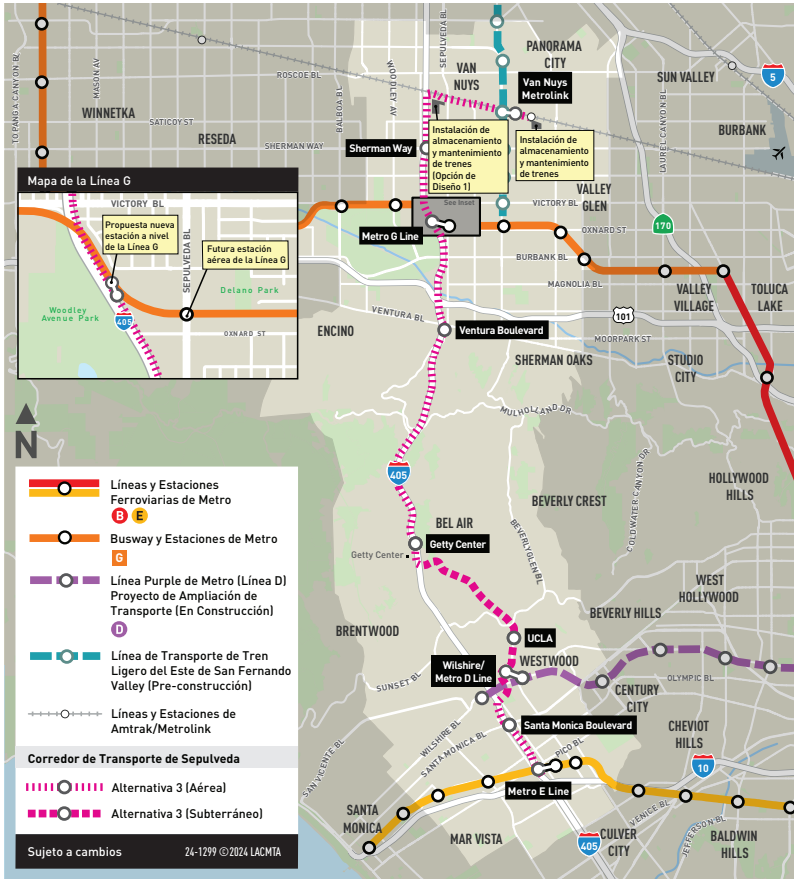 SEPULVEDA BL
PANORAMA
CITY
VAN
NUYS
SUN VALLEY
5
TOPANGA CANYON BL
MASON AV
WOODLEY AV
ROSCOE BL
BALBOA BL
WINNETKA
SATICOY ST
RESEDA
SHERMAN WAY
Van Nuys
Metrolink
LAUREL CANYON BL
BURBANK
Sherman Way
Instalación de
almacenamiento
y mantenimiento
de trenes
(Opción de
Diseño 1)
Instalación de
almacenamiento
y mantenimiento
de trenes
VALLEY
GLEN
See Inset
VICTORY BL
OXNARD ST
170
Metro G Line
BURBANK BL
MAGNOLIA BL
VALLEY
VILLAGE
TOLUCA
LAKE
Mapa de la Línea G
VICTORY BL
Propuesta nueva
estación a nivel
de la Línea G
SEPULVEDA BL
Futura estación
aérea de la Línea G
Woodley
Avenue Park
Delano Park
405
OXNARD ST
ENCINO
VENTURA BL
Ventura Boulevard
101
MOORPARK ST
SHERMAN OAKS
STUDIO
CITY
MULHOLLAND DR
N
405
COLDWATER CANYON DR
HOLLYWOOD
HILLS
BEVERLY CREST
BEL AIR
BEVERLY GLEN BL
Getty Center
Getty Center
WEST
HOLLYWOOD
BEVERLY HILLS
BRENTWOOD
UCLA
Wilshire/
Metro D Line
WESTWOOD
SUNSET BL
OLYMPIC BL
CENTURY
CITY
Santa Monica Boulevard
CHEVIOT
HILLS
WILSHIRE BL
SANTA MONICA BL
PICO BL
SAN VICENTE BL
10
Metro E Line
SANTA
MONICA
VENICE BL
JEFFERSON BL
MAR VISTA
405
CULVER
CITY
BALDWIN
HILLS
Líneas y Estaciones
Ferroviarias de Metro
B E
Busway y Estaciones de Metro
G
Línea Purple de Metro (Línea D)
Proyecto de Ampliación de
Transporte (En Construcción)
D
Línea de Transporte de Tren
Ligero del Este de San Fernando
Valley (Pre-construcción)
Líneas y Estaciones de
Amtrak/Metrolink
Corredor de Transporte de Sepulveda
Alternativa 3 (Aérea)
Alternativa 3 (Subterráneo)
Sujeto a cambios
24-1299 ©2024 LACMTA